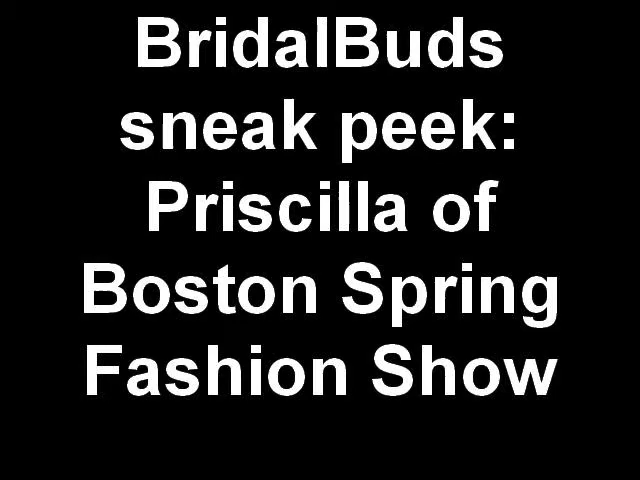 BridalBuds
sneak peek:
Priscilla of
Boston Spring
Fashion Show